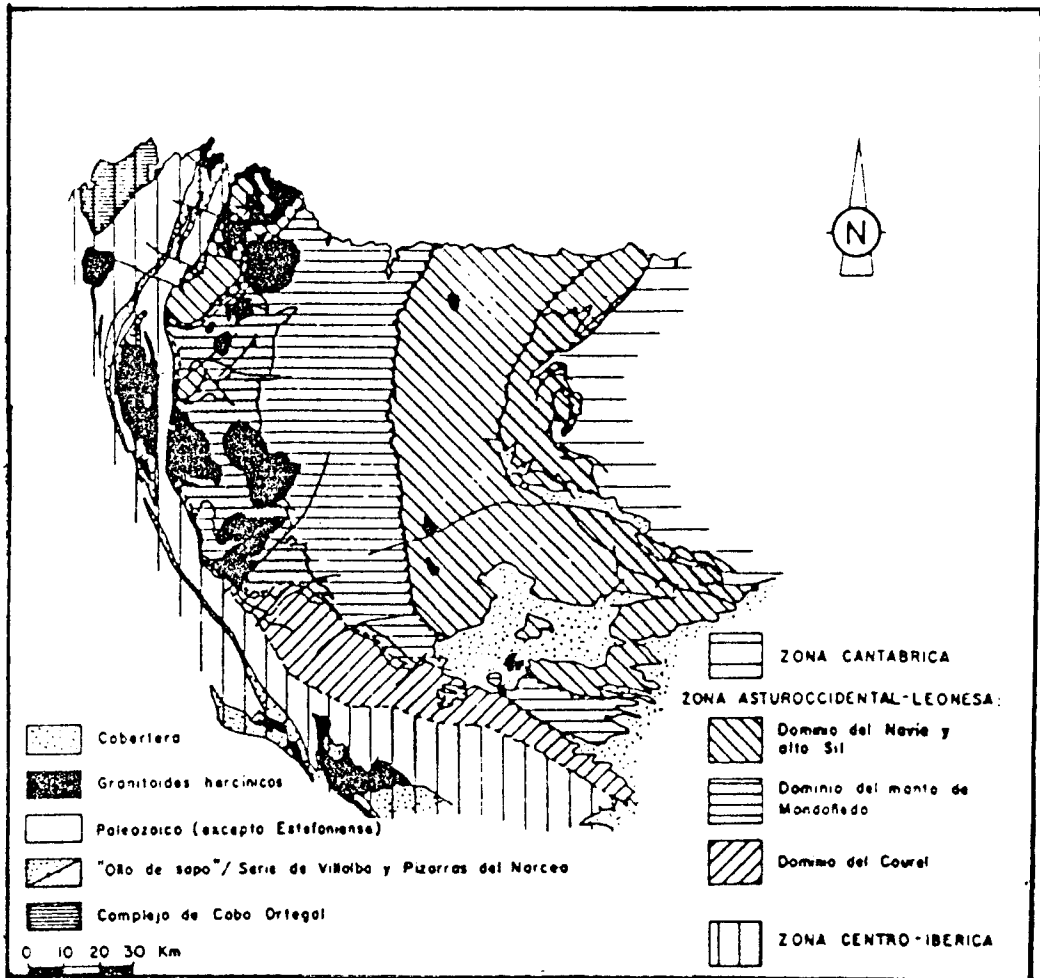 N
Cobertera
Granitoides hercínicos
Paleozoico (excepto Estefaniense)
"Ollo de sapo"/ Serie de Villalba y Pizarras del Narcea
Complejo de Cabo Ortegal
0 10 20 30 Km
ZONA CANTABRICA
ZONA ASTUROCCIDENTAL-LEONESA:
Dominio del Navia y
alto Sil
Dominio del manto de
Mondoñedo
Dominio del Courel
ZONA CENTRO-IBERICA